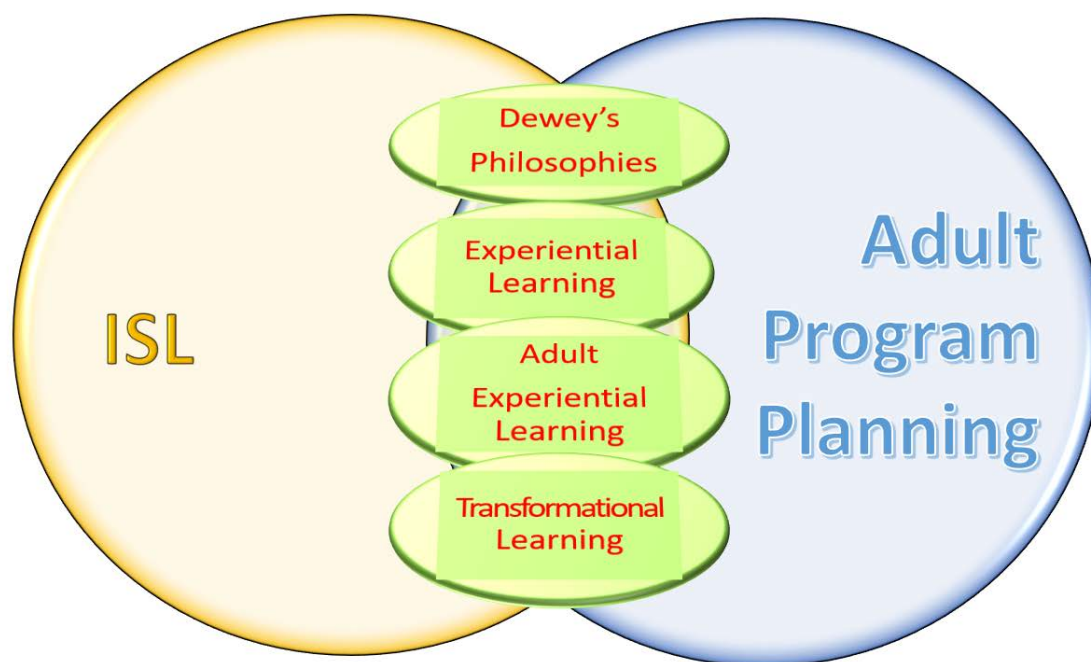 ISL
Dewey's
Philosophies
Experiential
Learning
Adult
Experiential
Learning
Transformational
Learning
Adult
Program
Planning